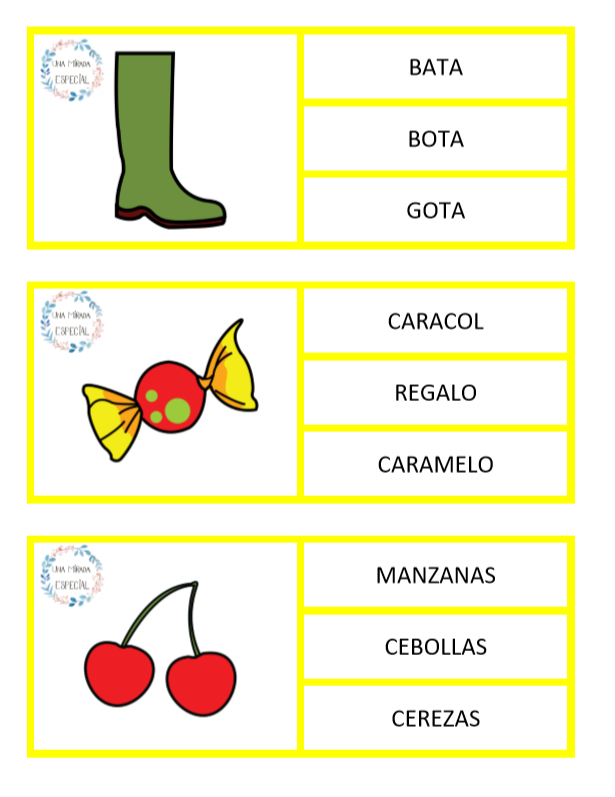 UNA MIRADA
ESPECIAL
BATA
BOTA
GOTA
UNA MIRADA
ESPECIAL
CARACOL
REGALO
CARAMELO
UNA MIRADA
ESPECIAL
MANZANAS
CEBOLLAS
CEREZAS